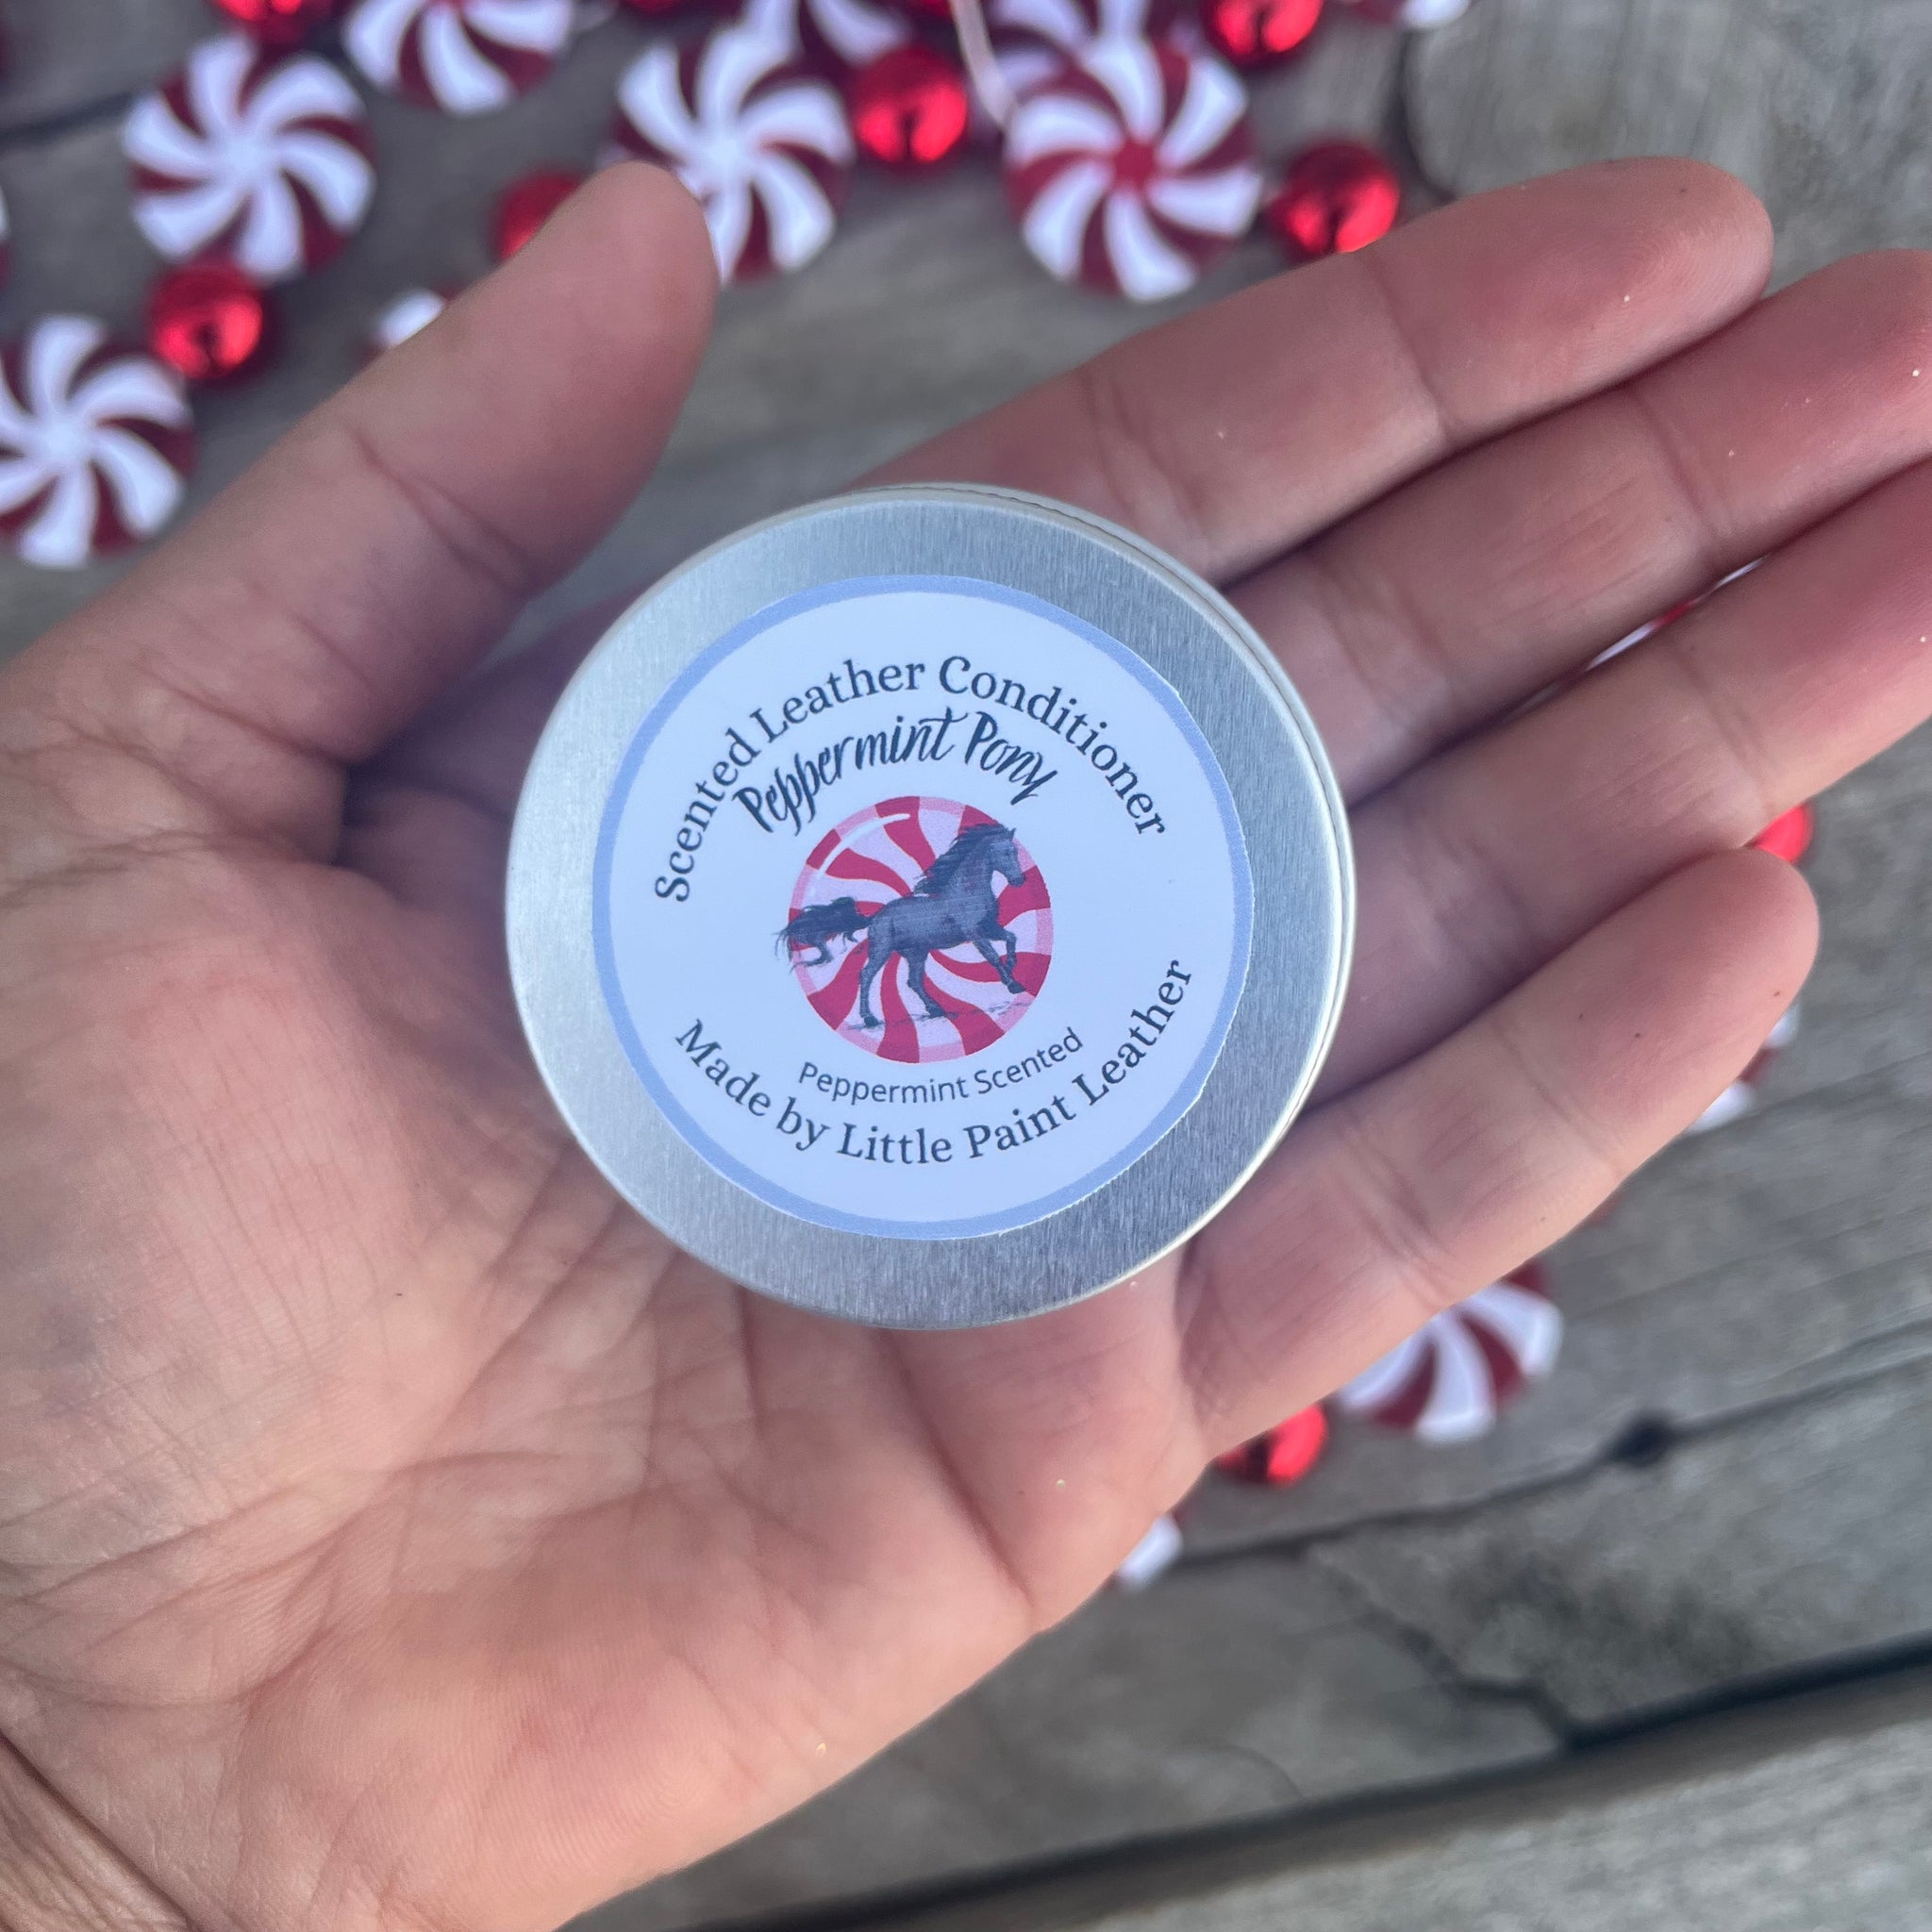 Scented Leather Conditioner
Peppermint Pony
Peppermint Scented
Made by Little Paint Leather